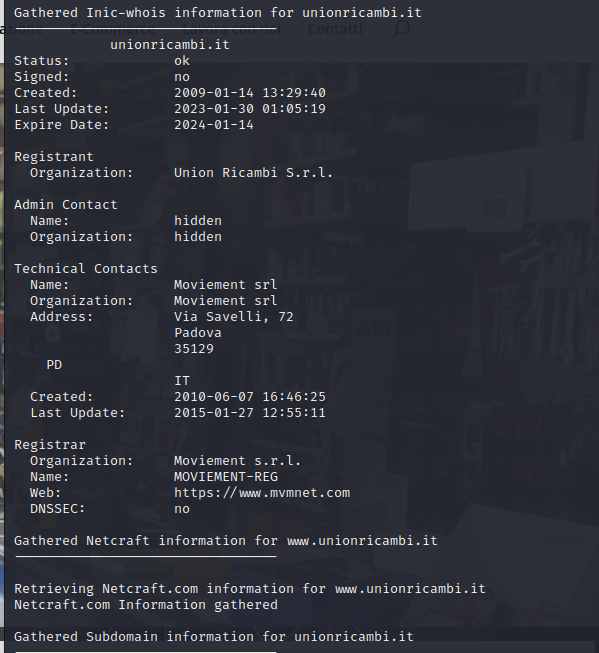 Gathered Inic-whois information for unionricambi.it
E-Commerce Lavora con noi Contatti
unionricambi.it
Status: ok
Signed: no
Created: 2009-01-14 13:29:40
Last Update: 2023-01-30 01:05:19
Expire Date: 2024-01-14
Registrant
Organization: Union Ricambi S.r.l.
Admin Contact
Name: hidden
Organization: hidden
Technical Contacts
Name: Moviement srl
Organization: Moviement srl
Address: Via Savelli, 72
Padova
35129
PD
IT
Created: 2010-06-07 16:46:25
Last Update: 2015-01-27 12:55:11
Registrar
Organization: Moviement s.r.l.
Name: MOVIEMENT-REG
Web: https://www.mvmnet.com
DNSSEC: no
Gathered Netcraft information for www.unionricambi.it
Retrieving Netcraft.com information for www.unionricambi.it
Netcraft.com Information gathered
Gathered Subdomain information for unionricambi.it